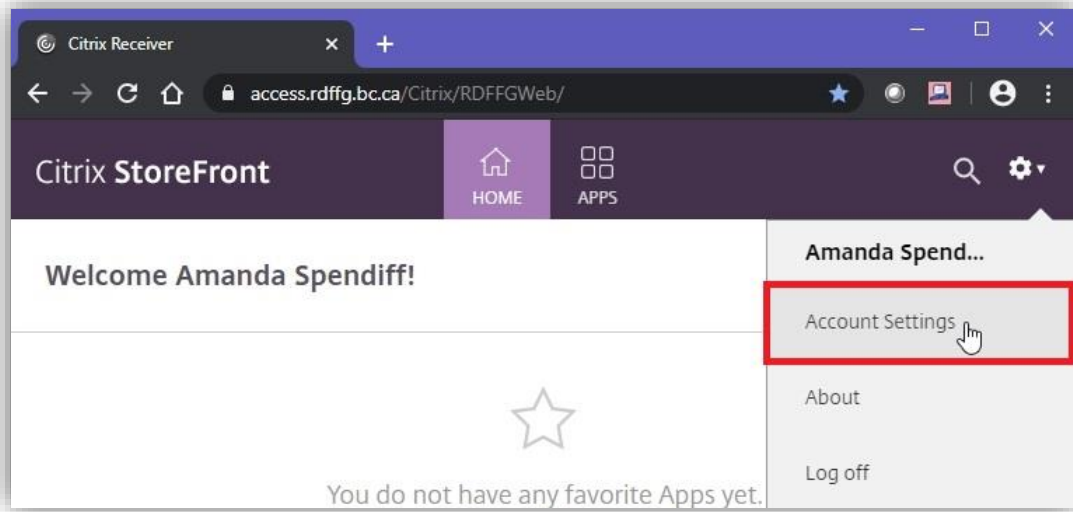 Citrix Receiver
access.rdffg.bc.ca/Citrix/RDFFGWeb/
Citrix StoreFront
HOME
APPS
Amanda Spend...
Welcome Amanda Spendiff!
Account Settings
About
Log off
You do not have any favorite Apps yet.